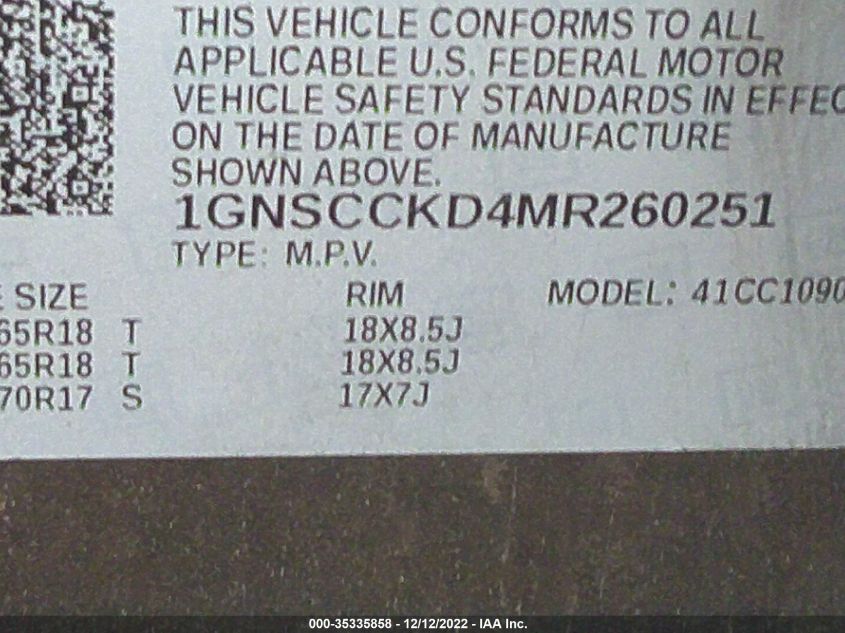 THIS VEHICLE CONFORMS TO ALL
APPLICABLE U.S. FEDERAL MOTOR
VEHICLE SAFETY STANDARDS IN EFFEC
ON THE DATE OF MANUFACTURE
SHOWN ABOVE.
1GNSCCKD4MR260251
TYPE: M.P.V.
E SIZE RIM MODEL: 41CC1090
65R18 T 18X8.5J
65R18 T 18X8.5J
70R17 S 17X7J
000-35335858 - 12/12/2022 - IAA Inc.